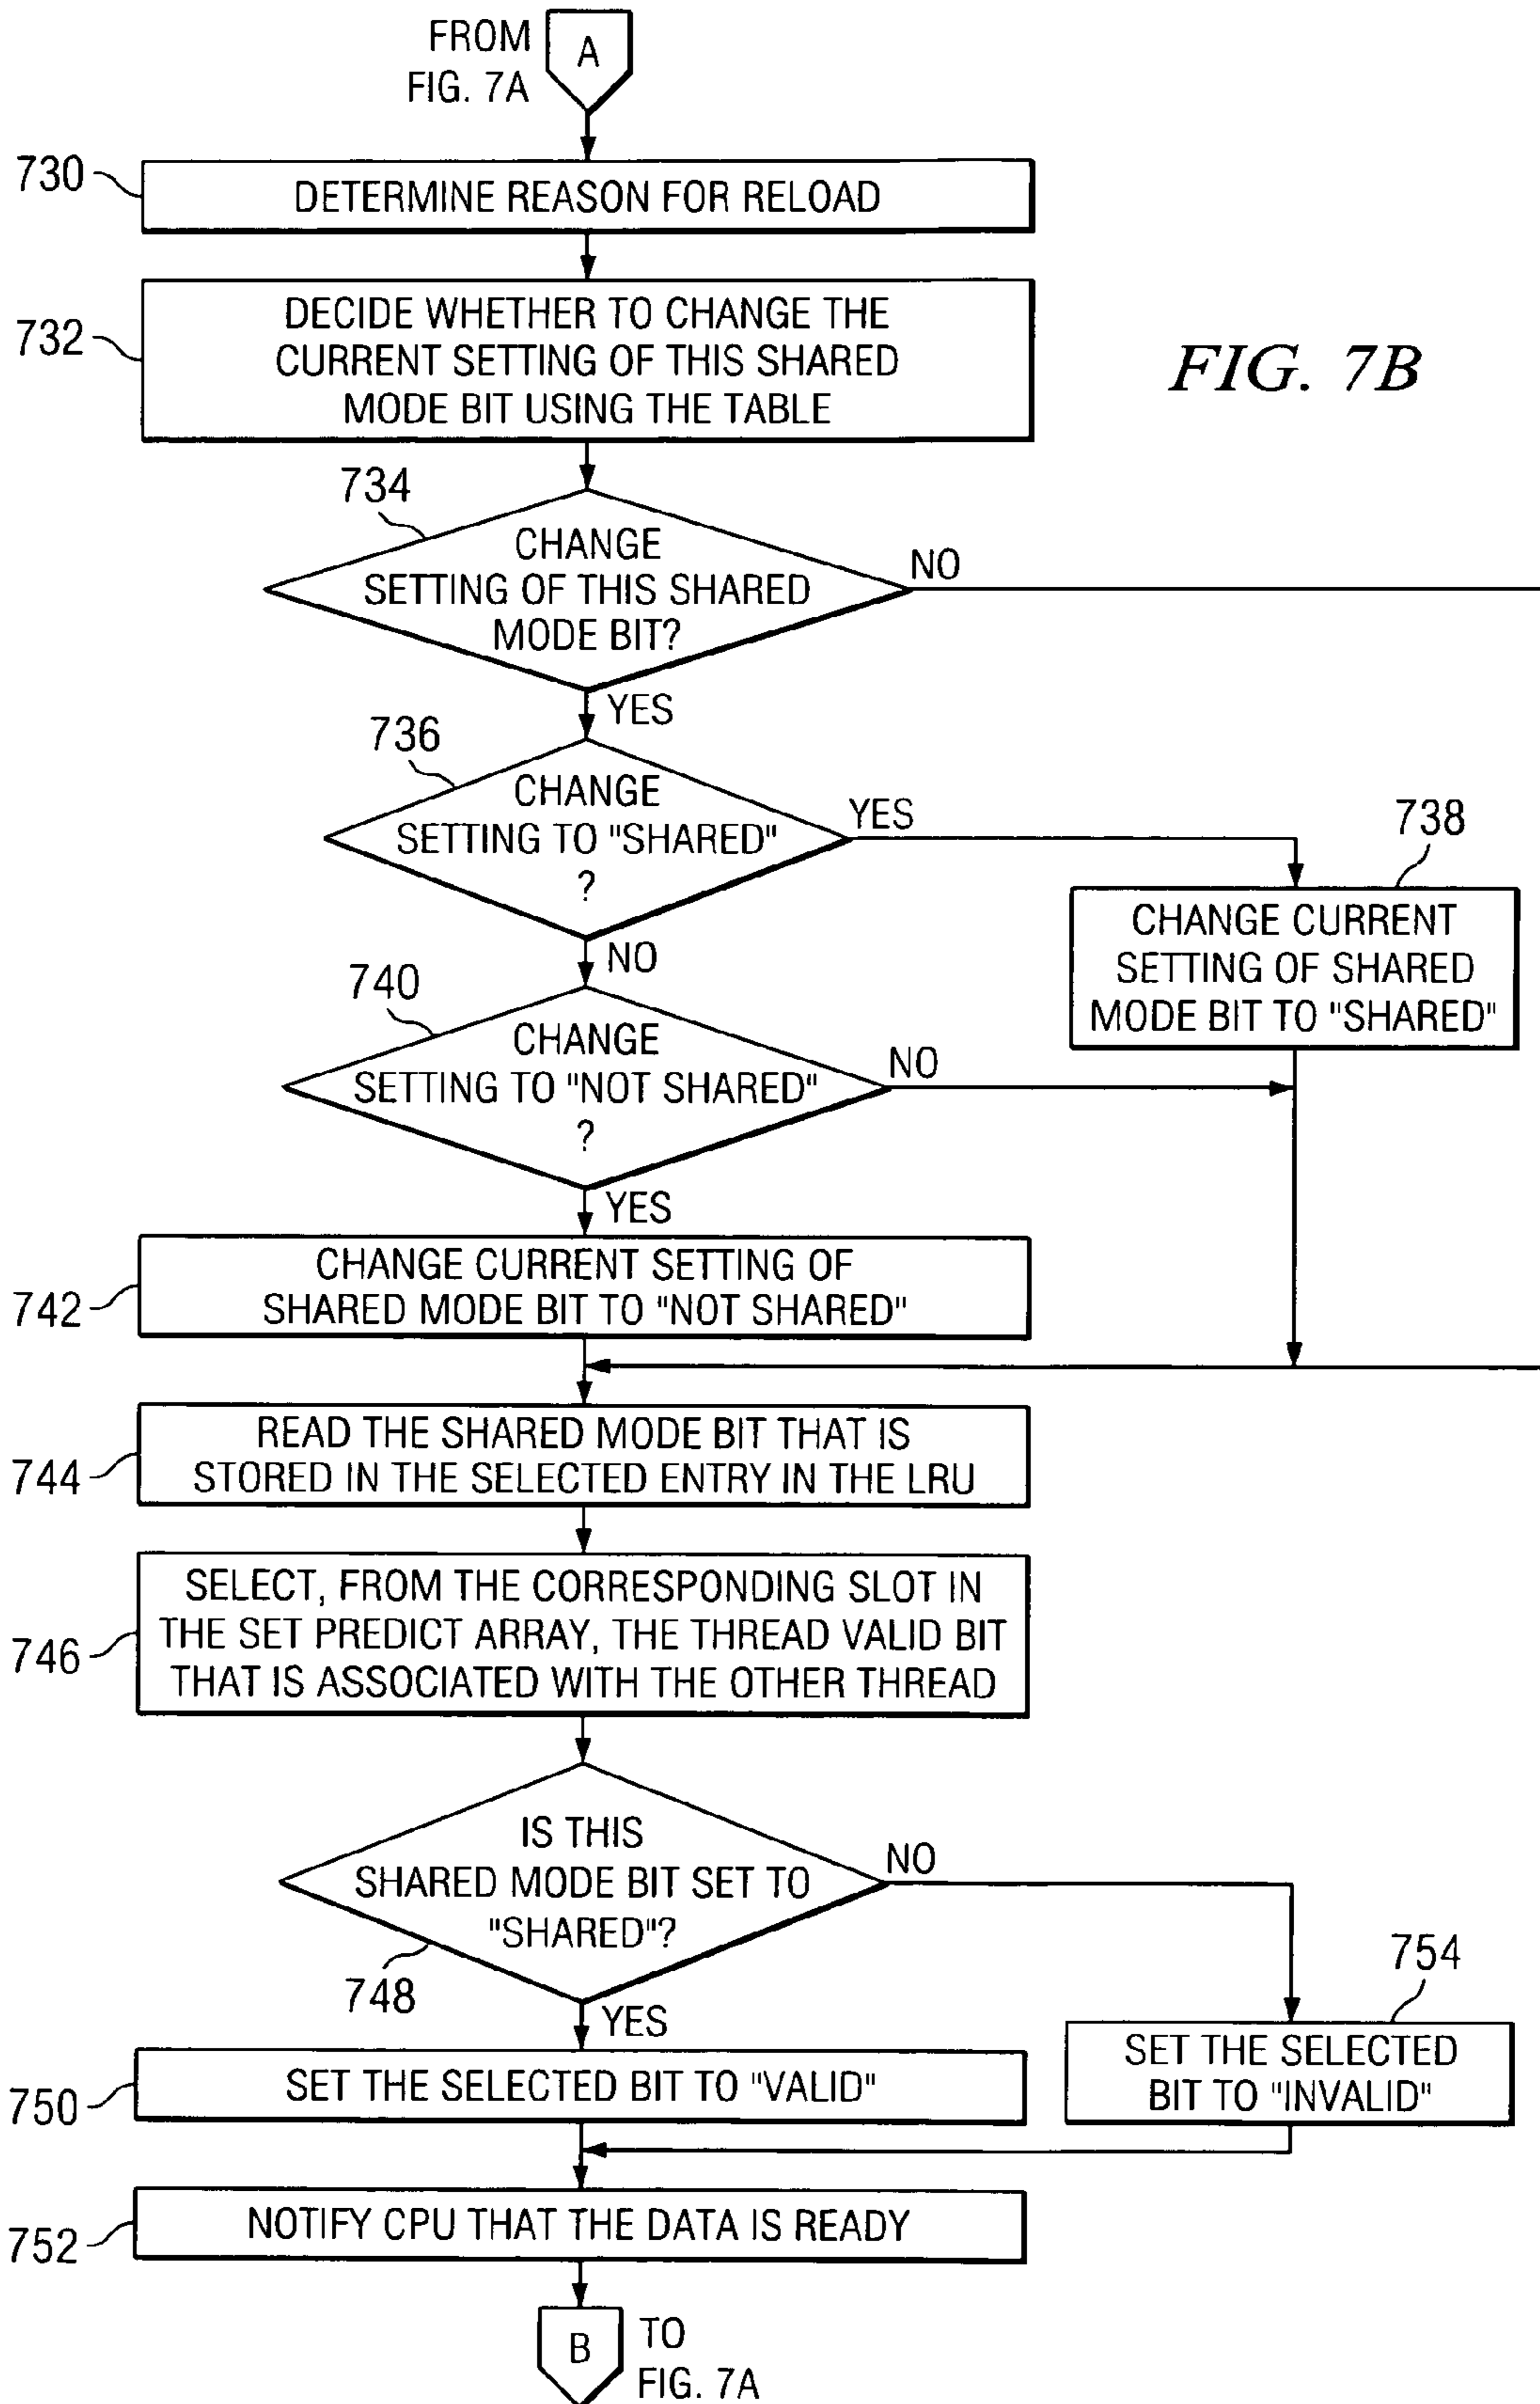 FROM
FIG. 7A
A
730
DETERMINE REASON FOR RELOAD
732
DECIDE WHETHER TO CHANGE THE
CURRENT SETTING OF THIS SHARED
MODE BIT USING THE TABLE
FIG. 7B
734
CHANGE
SETTING OF THIS SHARED
MODE BIT?
NO
YES
736
CHANGE
SETTING TO "SHARED"
?
YES
738
CHANGE CURRENT
SETTING OF SHARED
MODE BIT TO "SHARED"
NO
740
CHANGE
SETTING TO "NOT SHARED"
?
NO
YES
742
CHANGE CURRENT SETTING OF
SHARED MODE BIT TO "NOT SHARED"
744
READ THE SHARED MODE BIT THAT IS
STORED IN THE SELECTED ENTRY IN THE LRU
746
SELECT, FROM THE CORRESPONDING SLOT IN
THE SET PREDICT ARRAY, THE THREAD VALID BIT
THAT IS ASSOCIATED WITH THE OTHER THREAD
IS THIS
SHARED MODE BIT SET TO
"SHARED"?
748
NO
YES
754
SET THE SELECTED
BIT TO "INVALID"
750
SET THE SELECTED BIT TO "VALID"
752
NOTIFY CPU THAT THE DATA IS READY
B
TO
FIG. 7A